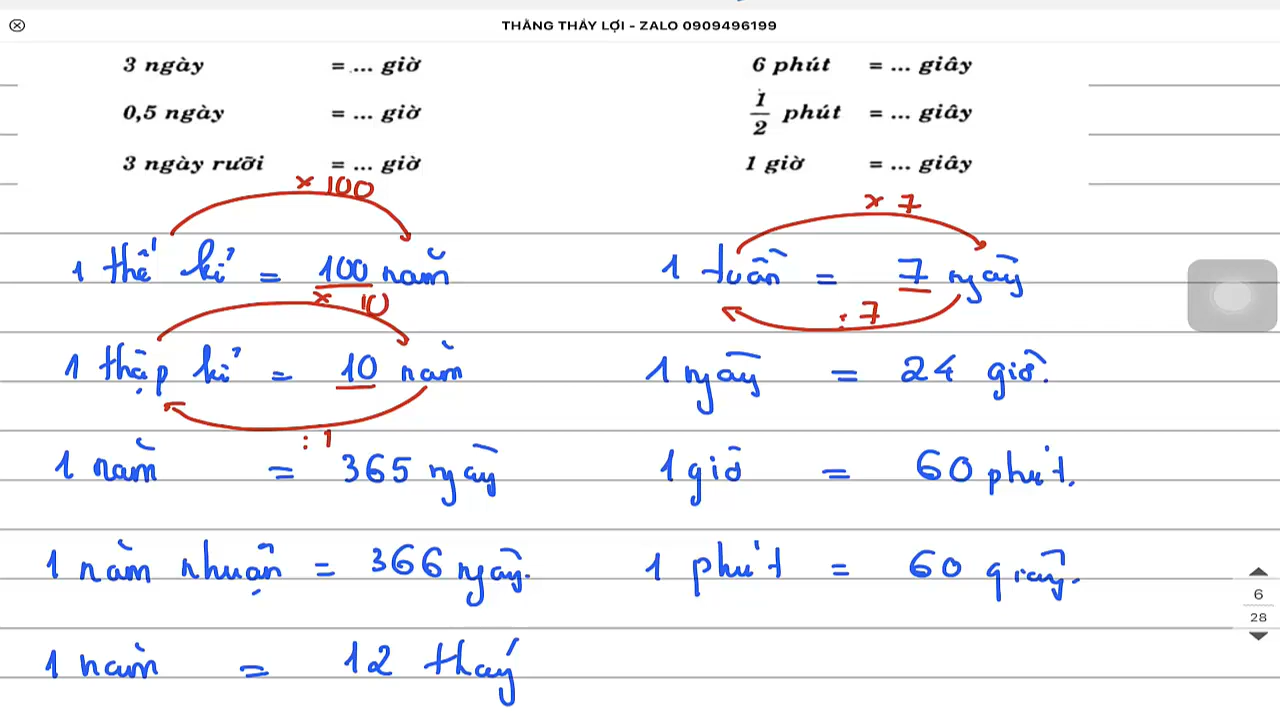 THẦNG THẦY LỢI - ZALO 0909496199
3 ngày = ... giờ
6 phút = ... giây
0,5 ngày = ... giờ
1/2 phút = ... giây
3 ngày rưỡi = ... giờ
1 giờ = ... giây
x 100
x 7
1 thế kỉ = 100 năm
1 tuần = 7 ngày
x 10
: 7
1 thập kỉ = 10 năm
1 ngày = 24 giờ.
: 1
1 năm = 365 ngày
1 giờ = 60 phút.
1 năm nhuận = 366 ngày.
1 phút = 60 giây.
1 năm = 12 tháng
6
28